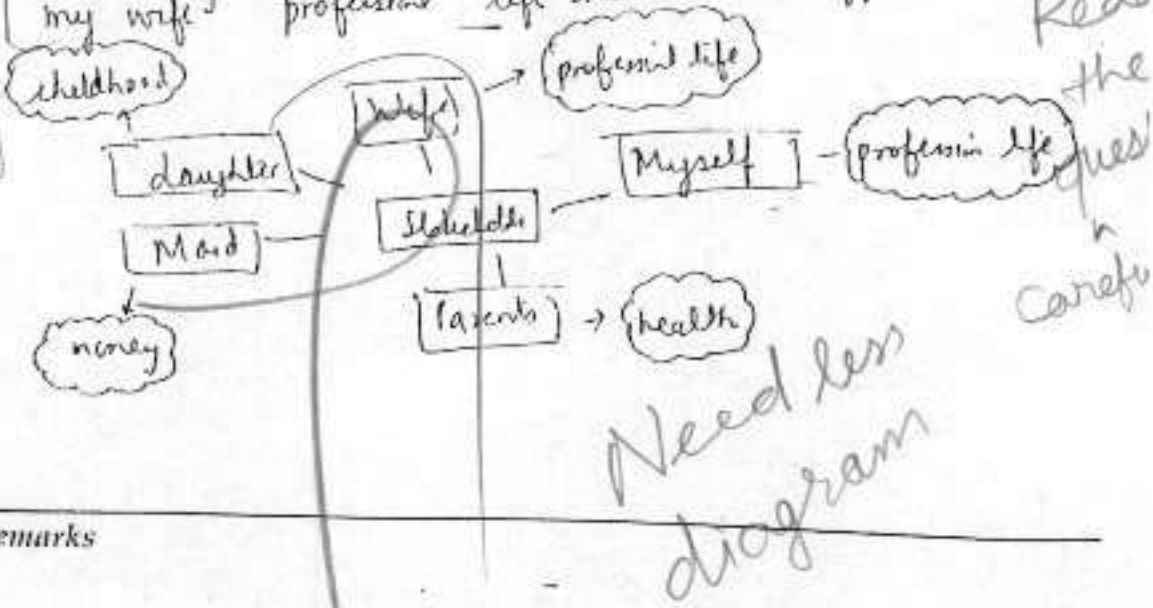 my wife's professional life
childhood
wife
professinl life
daughter
Myself
professin life
Maid
Stakeholder
Parents
health
money
Read
the
ques
n
carefu
Need less
diagram
emarks